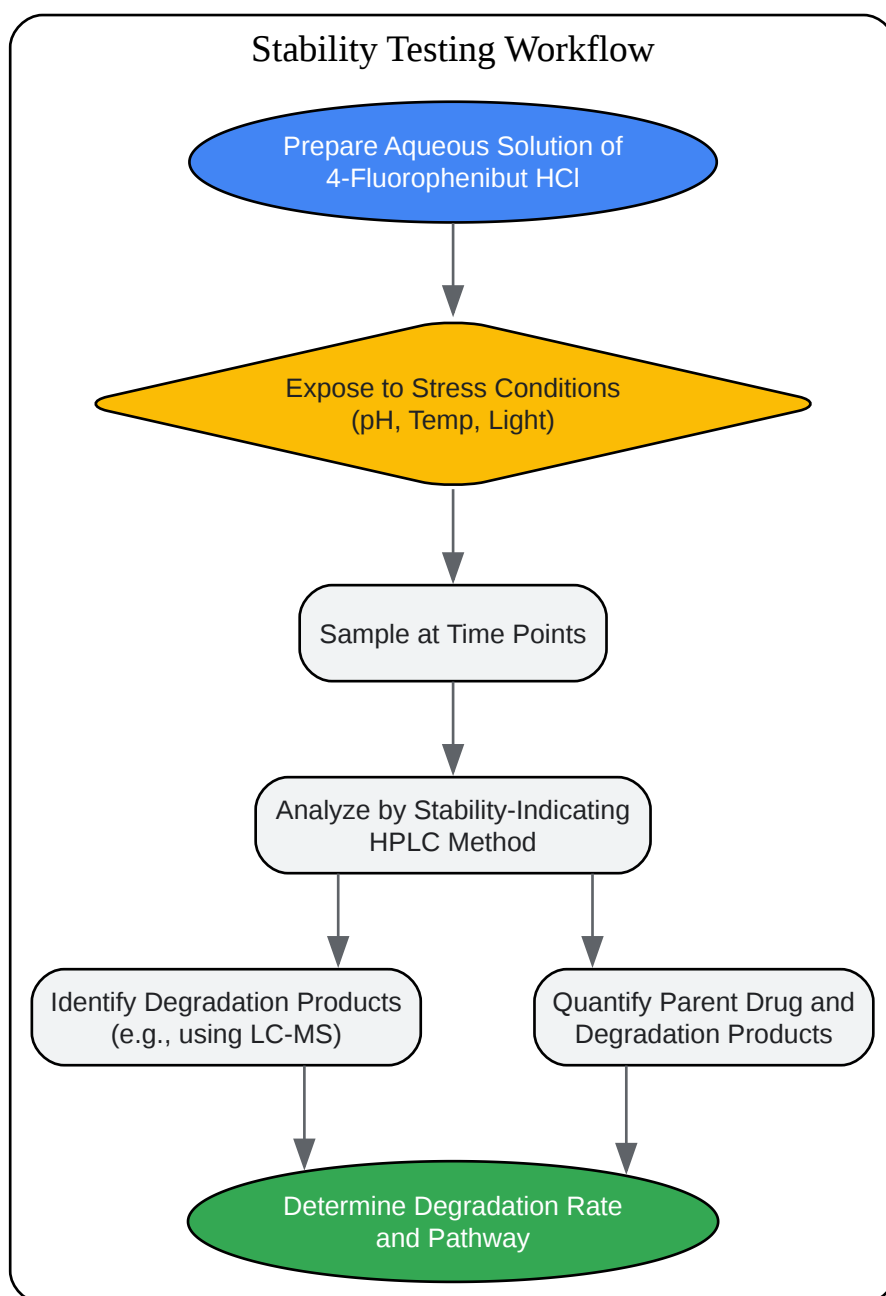 Stability Testing Workflow
Prepare Aqueous Solution of
4-Fluorophenibut HCl
Expose to Stress Conditions
(pH, Temp, Light)
Sample at Time Points
Analyze by Stability-Indicating
HPLC Method
Identify Degradation Products
(e.g., using LC-MS)
Quantify Parent Drug and
Degradation Products
Determine Degradation Rate
and Pathway